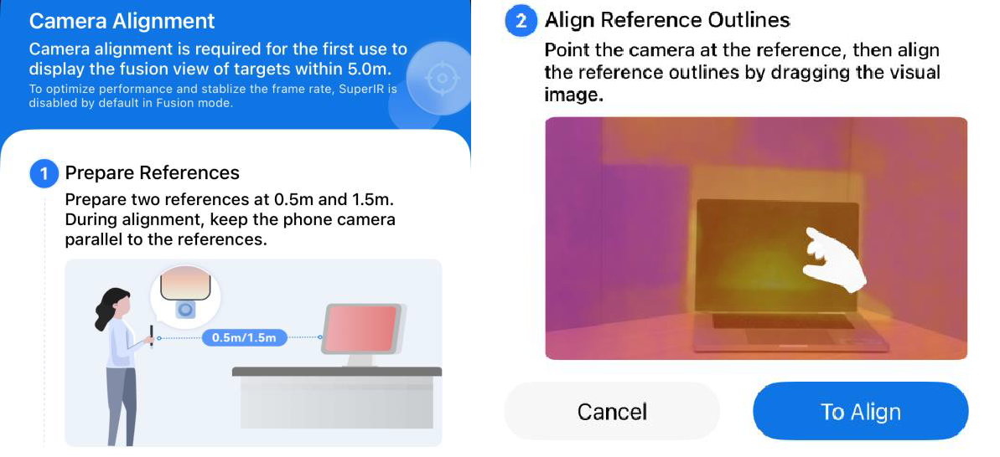 Camera Alignment
Camera alignment is required for the first use to
display the fusion view of targets within 5.0m.
To optimize performance and stablize the frame rate, SuperIR is
disabled by default in Fusion mode.
1 Prepare References
Prepare two references at 0.5m and 1.5m.
During alignment, keep the phone camera
parallel to the references.
0.5m/1.5m
2 Align Reference Outlines
Point the camera at the reference, then align
the reference outlines by dragging the visual
image.
Cancel
To Align